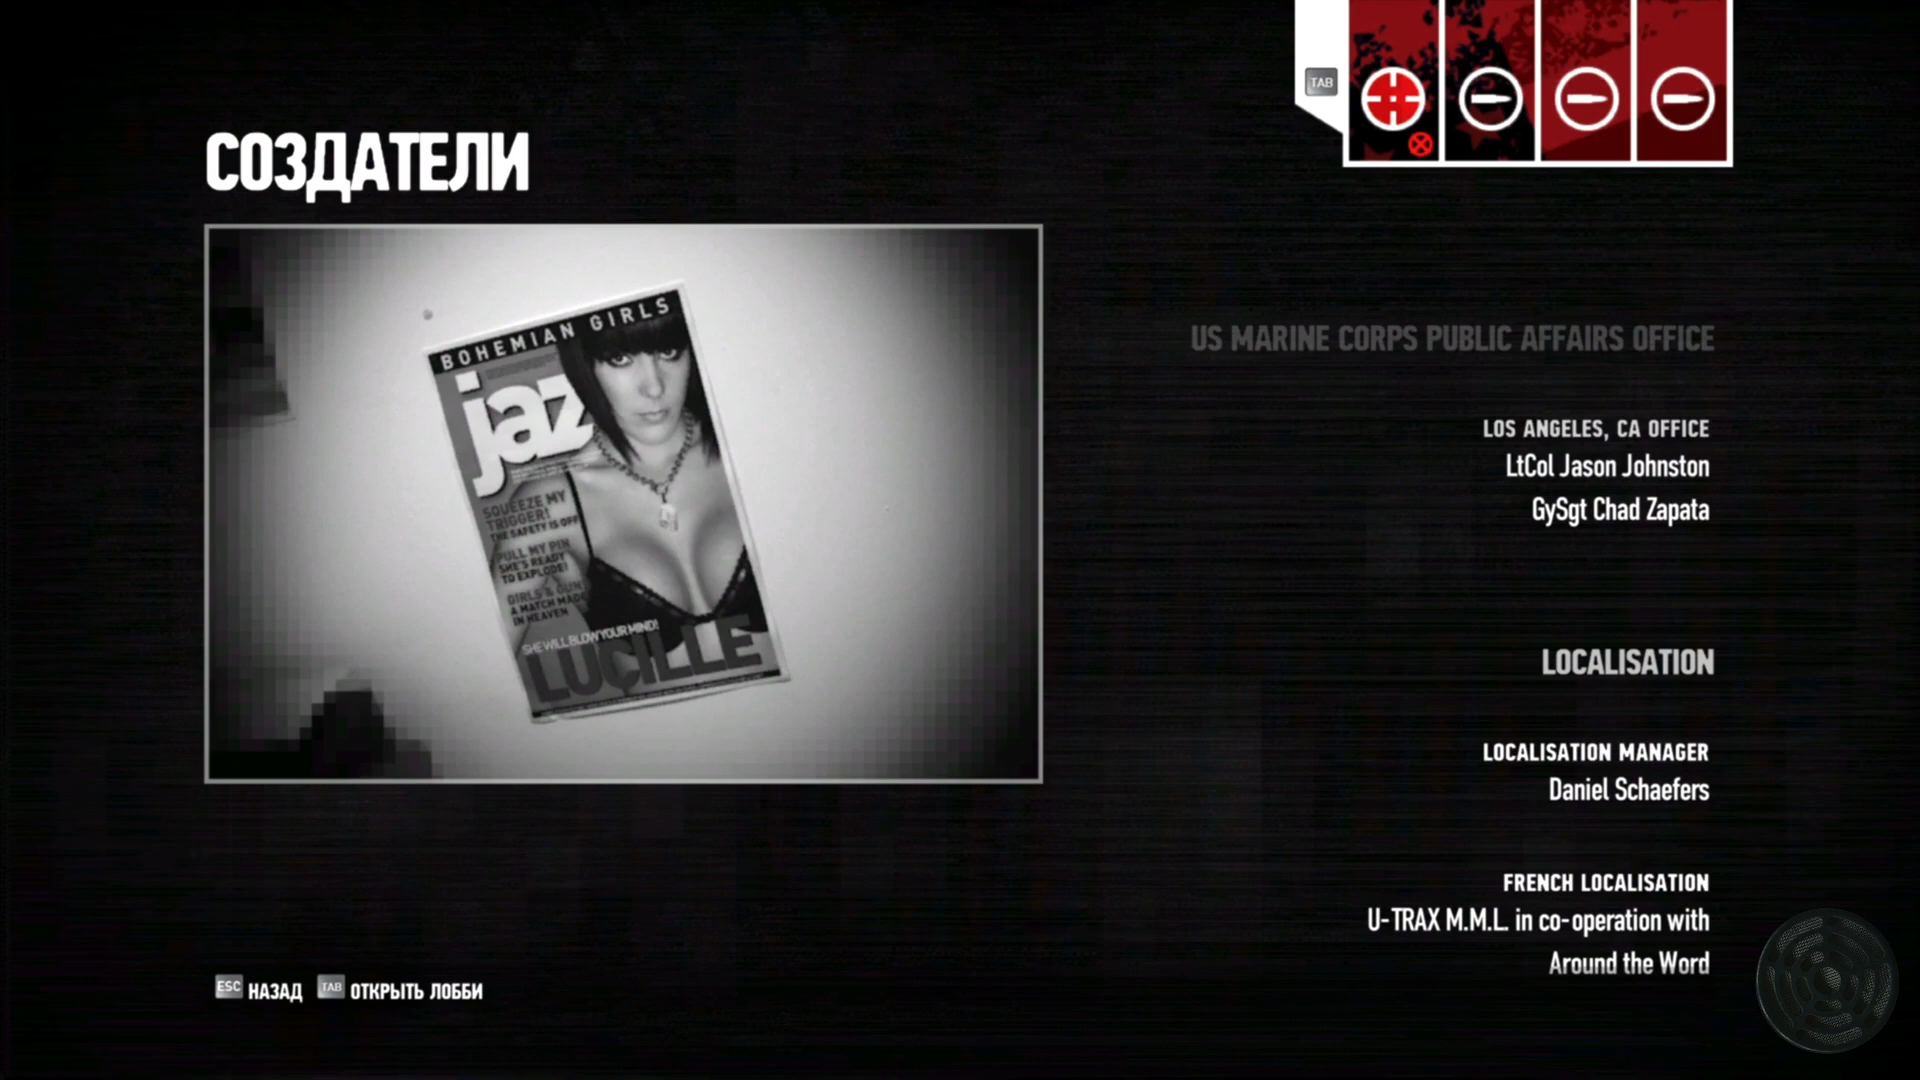 TAB
СОЗДАТЕЛИ
BOHEMIAN GIRLS
jaz
SQUEEZE MY
TRIGGER!
THE SAFETY IS OFF
PULL MY PIN
SHE'S READY
TO EXPLODE!
GIRLS & GUN
A MATCH MADE
IN HEAVEN
SHE WILL BLOW YOUR MIND!
LUCILLE
US MARINE CORPS PUBLIC AFFAIRS OFFICE
LOS ANGELES, CA OFFICE
LtCol Jason Johnston
GySgt Chad Zapata
LOCALISATION
LOCALISATION MANAGER
Daniel Schaefers
FRENCH LOCALISATION
U-TRAX M.M.L. in co-operation with
Around the Word
ESC НАЗАД TAB ОТКРЫТЬ ЛОББИ